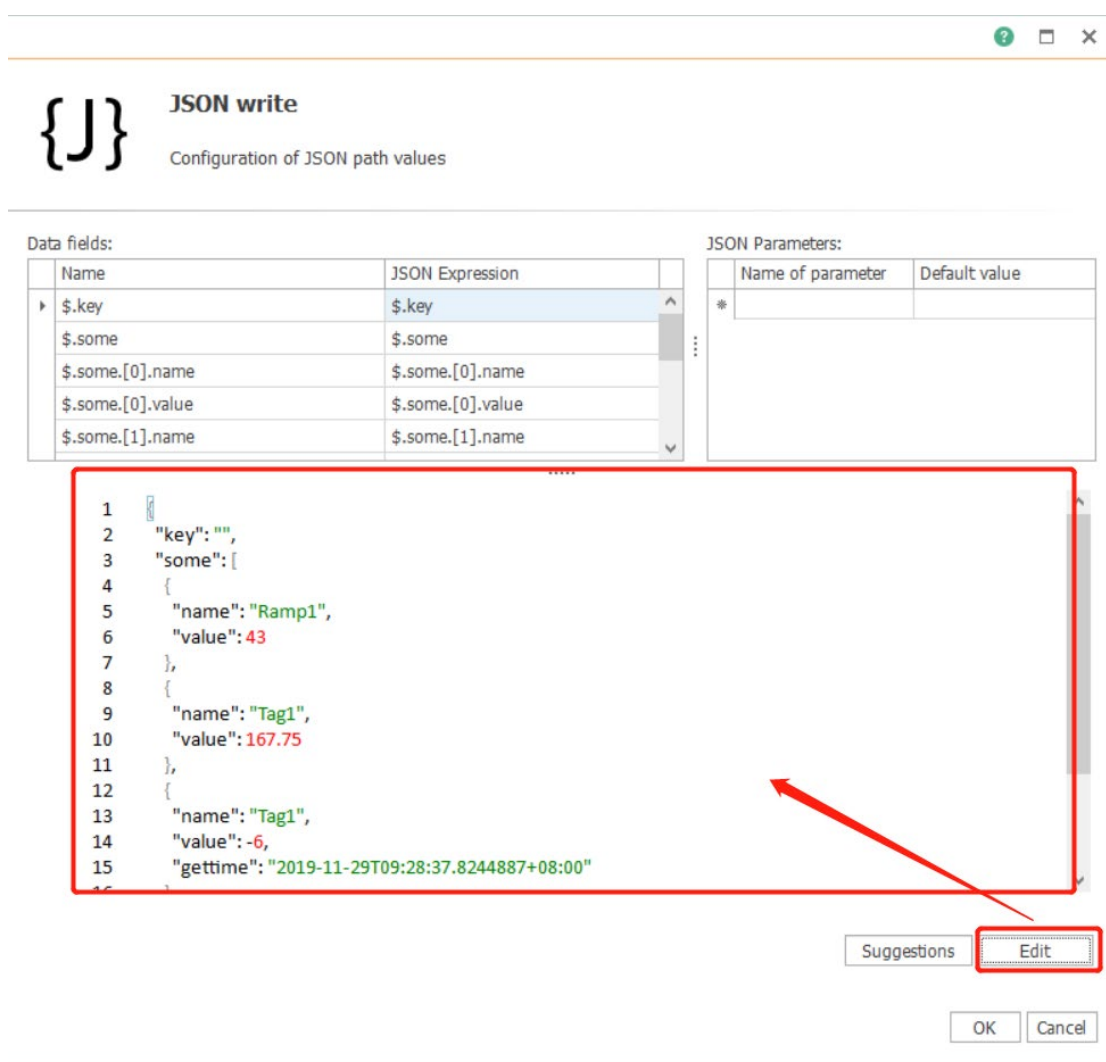 ?
{J}
JSON write
Configuration of JSON path values
Data fields:
Name JSON Expression
$.key $.key
$.some $.some
$.some.[0].name $.some.[0].name
$.some.[0].value $.some.[0].value
$.some.[1].name $.some.[1].name
JSON Parameters:
Name of parameter Default value
1 {
2 "key": "",
3 "some": [
4 {
5 "name": "Ramp1",
6 "value": 43
7 },
8 {
9 "name": "Tag1",
10 "value": 167.75
11 },
12 {
13 "name": "Tag1",
14 "value": -6,
15 "gettime": "2019-11-29T09:28:37.8244887+08:00"
Suggestions Edit
OK Cancel